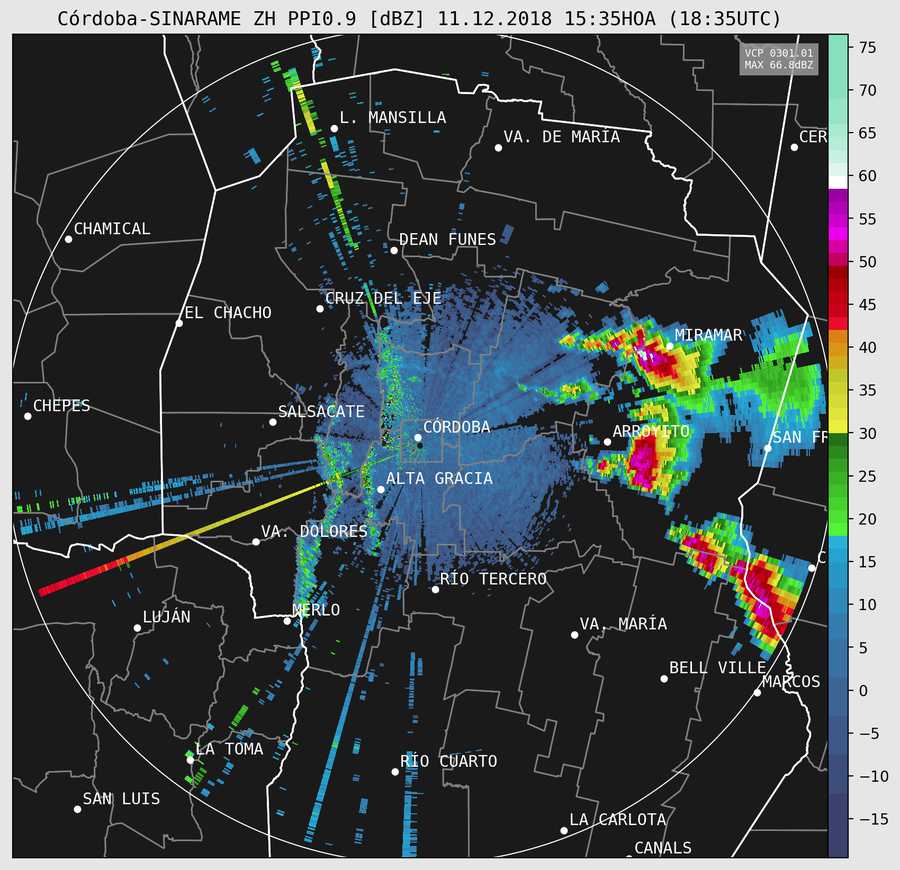 Córdoba-SINARAME ZH PPI0.9 [dBZ] 11.12.2018 15:35HOA (18:35UTC)
VCP 0301.01
MAX 66.8dBZ
L. MANSILLA
VA. DE MARÍA
CER
CHAMICAL
DEAN FUNES
CRUZ DEL EJE
EL CHACHO
MIRAMAR
CHEPES
SALSACATE
CÓRDOBA
ARROYITO
SAN FR
ALTA GRACIA
VA. DOLORES
C
RÍO TERCERO
LUJÁN
MERLO
VA. MARÍA
BELL VILLE
MARCOS
LA TOMA
RÍO CUARTO
SAN LUIS
LA CARLOTA
CANALS
75
70
65
60
55
50
45
40
35
30
25
20
15
10
5
0
−5
−10
−15